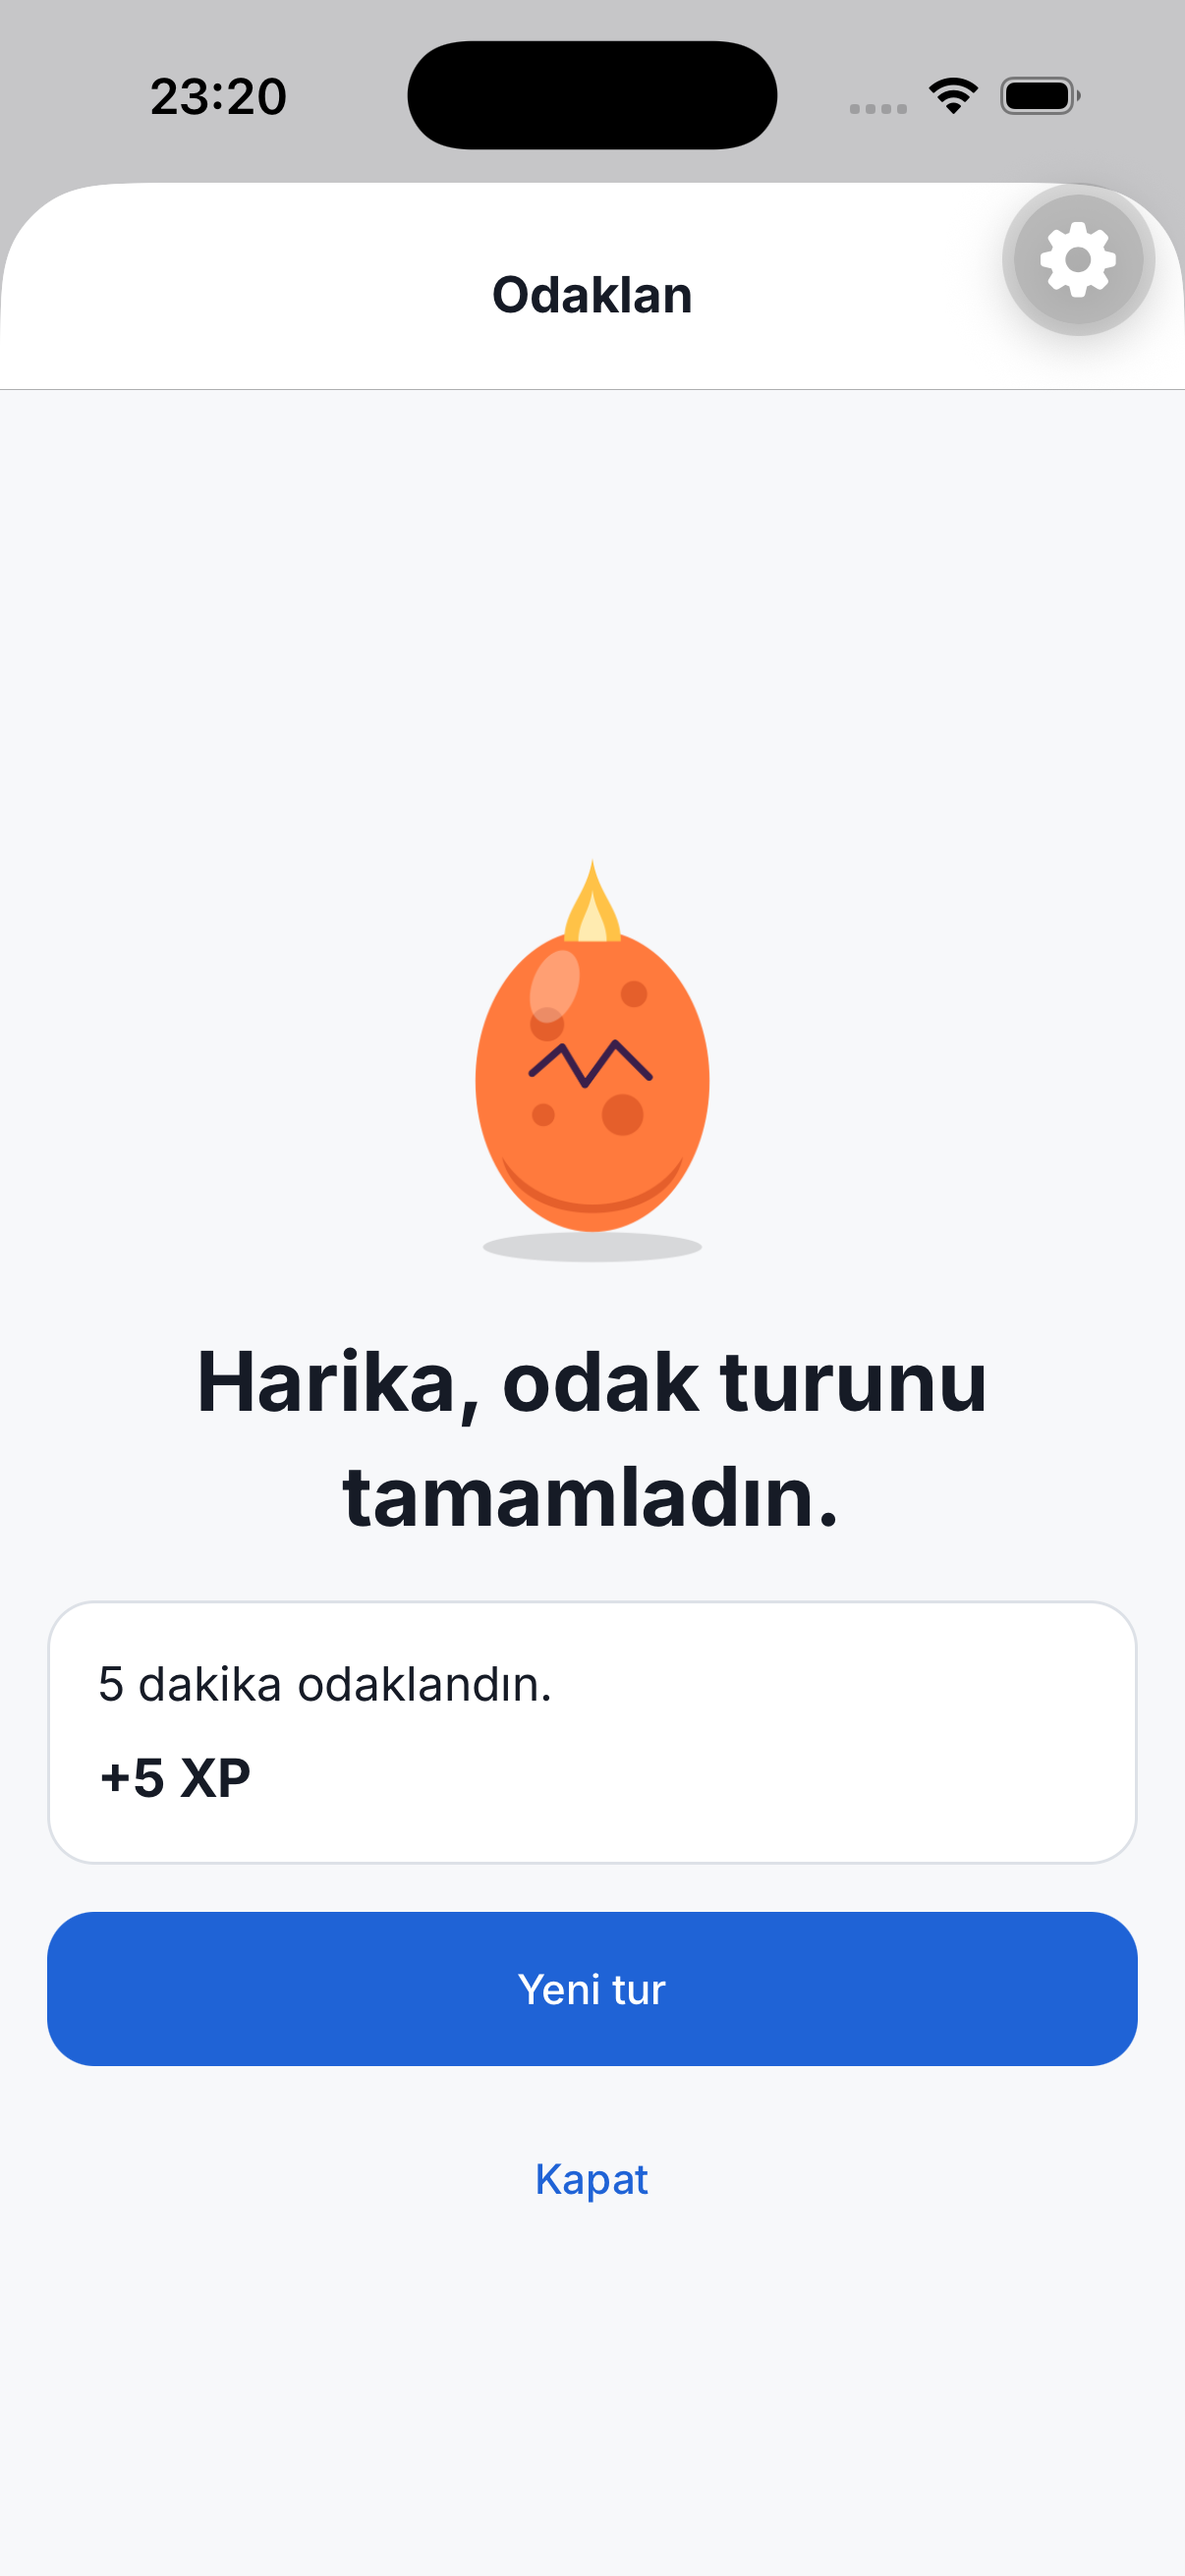 23:20
Odaklan
Harika, odak turunu
tamamladın.
5 dakika odaklandın.
+5 XP
Yeni tur
Kapat